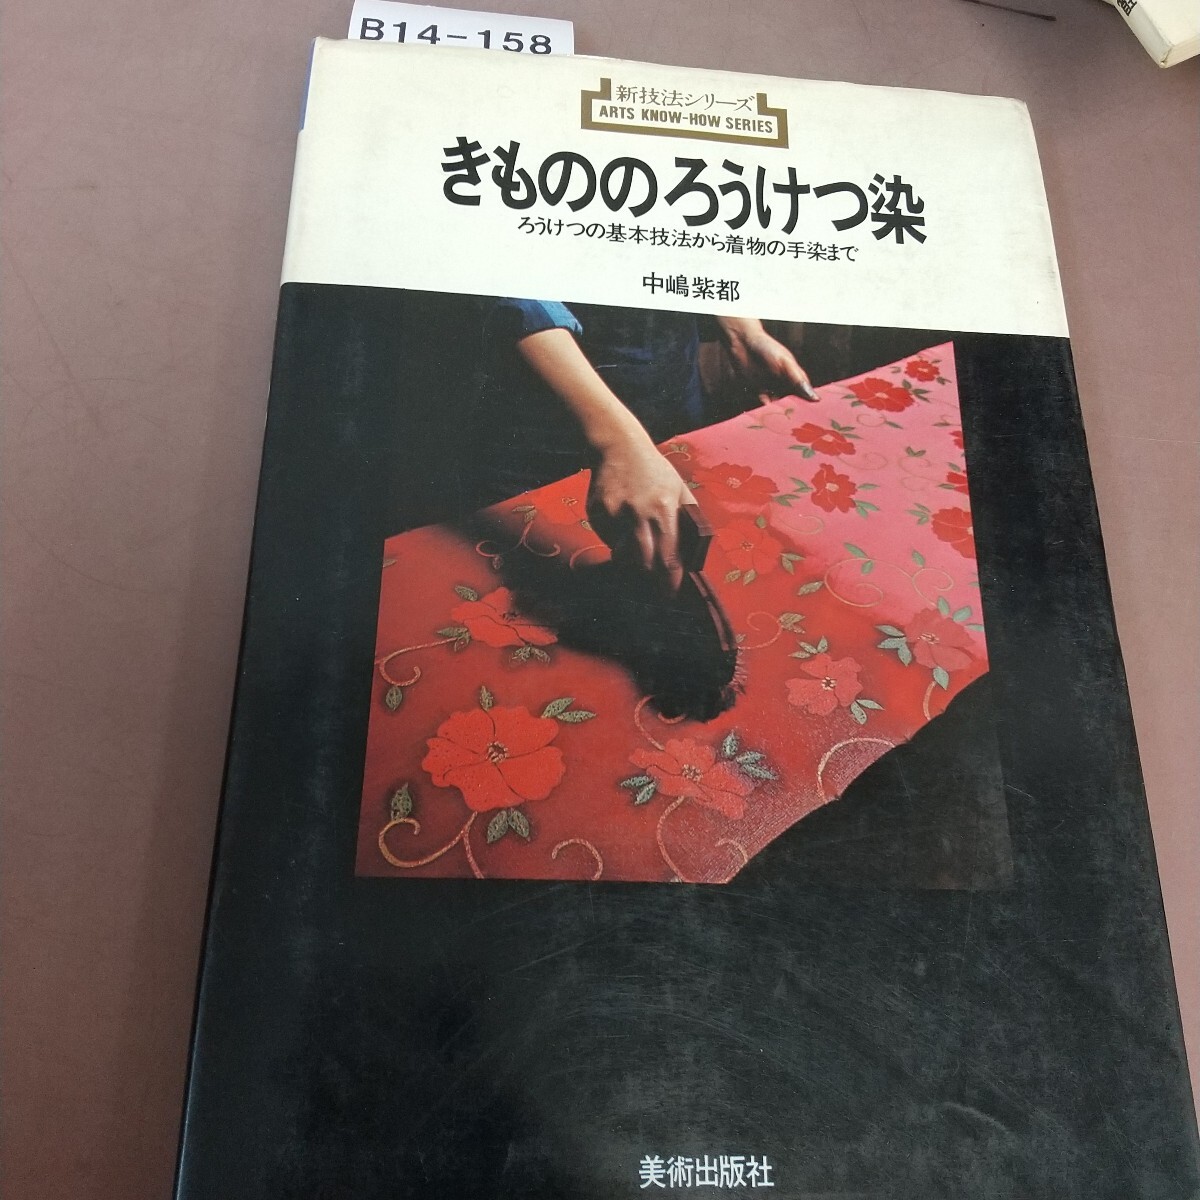 B14-158
新技法シリーズ
ARTS KNOW-HOW SERIES
きもののろうけつ染
ろうけつの基本技法から着物の手染まで
中嶋紫都
美術出版社